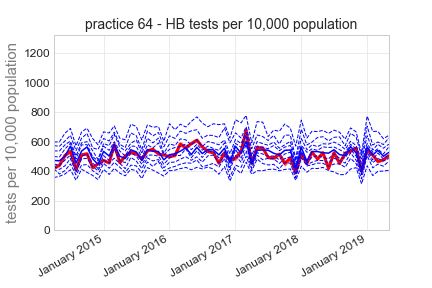 practice 64 - HB tests per 10,000 population
tests per 10,000 population
1200
1000
800
600
400
200
0
January 2015
January 2016
January 2017
January 2018
January 2019